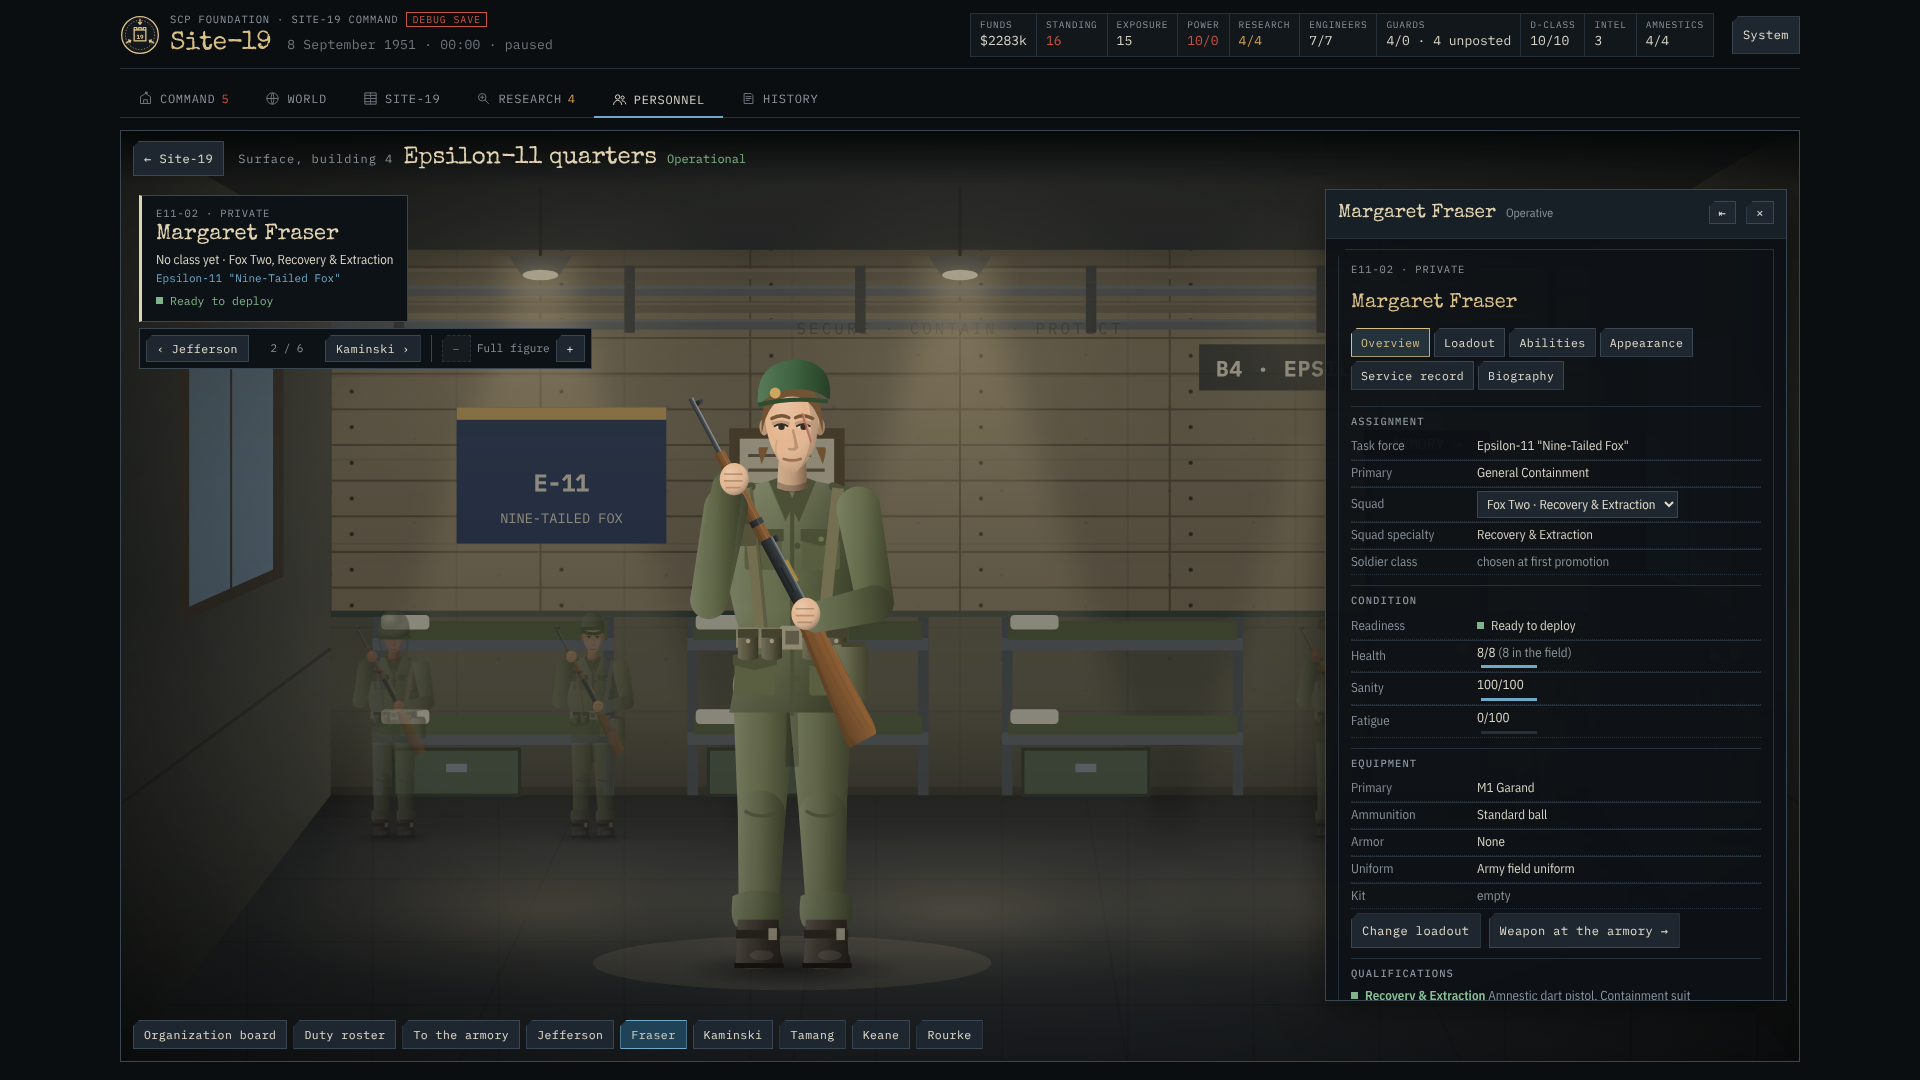 SCP FOUNDATION · SITE-19 COMMAND DEBUG SAVE
Site-19 8 September 1951 · 00:00 · paused
FUNDS STANDING EXPOSURE POWER RESEARCH ENGINEERS GUARDS D-CLASS INTEL AMNESTICS
$2283k 16 15 10/0 4/4 7/7 4/0 · 4 unposted 10/10 3 4/4
System
COMMAND 5 WORLD SITE-19 RESEARCH 4 PERSONNEL HISTORY
← Site-19 Surface, building 4 Epsilon-11 quarters Operational
E11-02 · PRIVATE
Margaret Fraser
No class yet · Fox Two, Recovery & Extraction
Epsilon-11 "Nine-Tailed Fox"
Ready to deploy
‹ Jefferson 2 / 6 Kaminski › − Full figure +
SECURE · CONTAIN · PROTECT
B4 · EPS
E-11
NINE-TAILED FOX
Margaret Fraser Operative
E11-02 · PRIVATE
Margaret Fraser
Overview Loadout Abilities Appearance
Service record Biography
ASSIGNMENT
Task force Epsilon-11 "Nine-Tailed Fox"
Primary General Containment
Squad Fox Two · Recovery & Extraction
Squad specialty Recovery & Extraction
Soldier class chosen at first promotion
CONDITION
Readiness Ready to deploy
Health 8/8 (8 in the field)
Sanity 100/100
Fatigue 0/100
EQUIPMENT
Primary M1 Garand
Ammunition Standard ball
Armor None
Uniform Army field uniform
Kit empty
Change loadout Weapon at the armory →
QUALIFICATIONS
Recovery & Extraction Amnestic dart pistol, Containment suit
Organization board Duty roster To the armory Jefferson Fraser Kaminski Tamang Keane Rourke